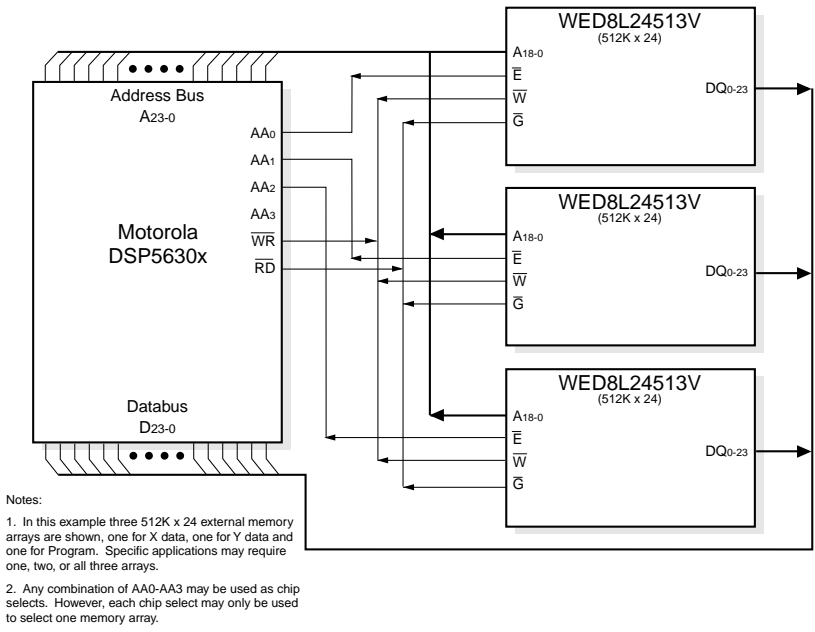 WED8L24513V
(512K x 24)
A18-0
E̅
W̅
G̅
DQ0-23
Address Bus
A23-0
AA0
AA1
AA2
AA3
W̅R̅
R̅D̅
Motorola
DSP5630x
Databus
D23-0
WED8L24513V
(512K x 24)
A18-0
E̅
W̅
G̅
DQ0-23
WED8L24513V
(512K x 24)
A18-0
E̅
W̅
G̅
DQ0-23
Notes:
1. In this example three 512K x 24 external memory
arrays are shown, one for X data, one for Y data and
one for Program. Specific applications may require
one, two, or all three arrays.
2. Any combination of AA0-AA3 may be used as chip
selects. However, each chip select may only be used
to select one memory array.